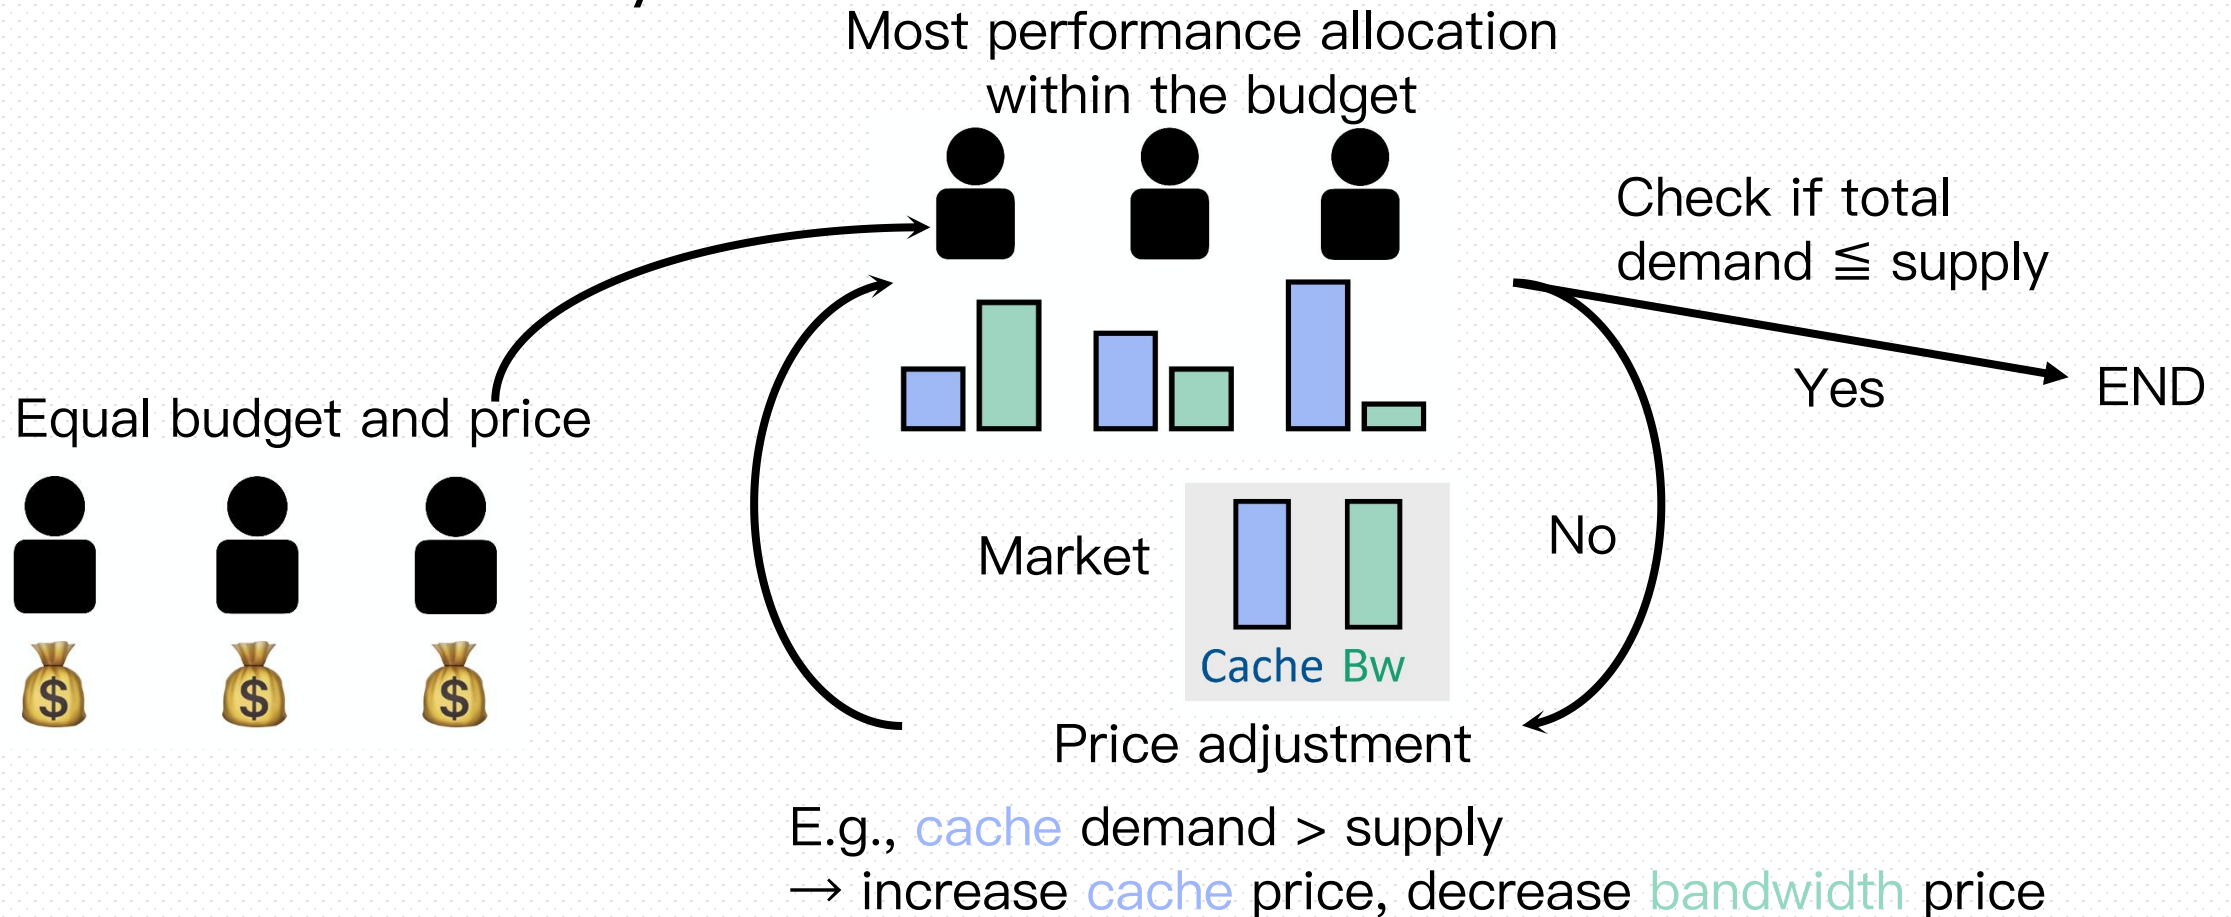 Most performance allocation
within the budget
Check if total
demand ≦ supply
Yes
END
Equal budget and price
$
$
$
Market
No
Cache Bw
Price adjustment
E.g., cache demand > supply
→ increase cache price, decrease bandwidth price